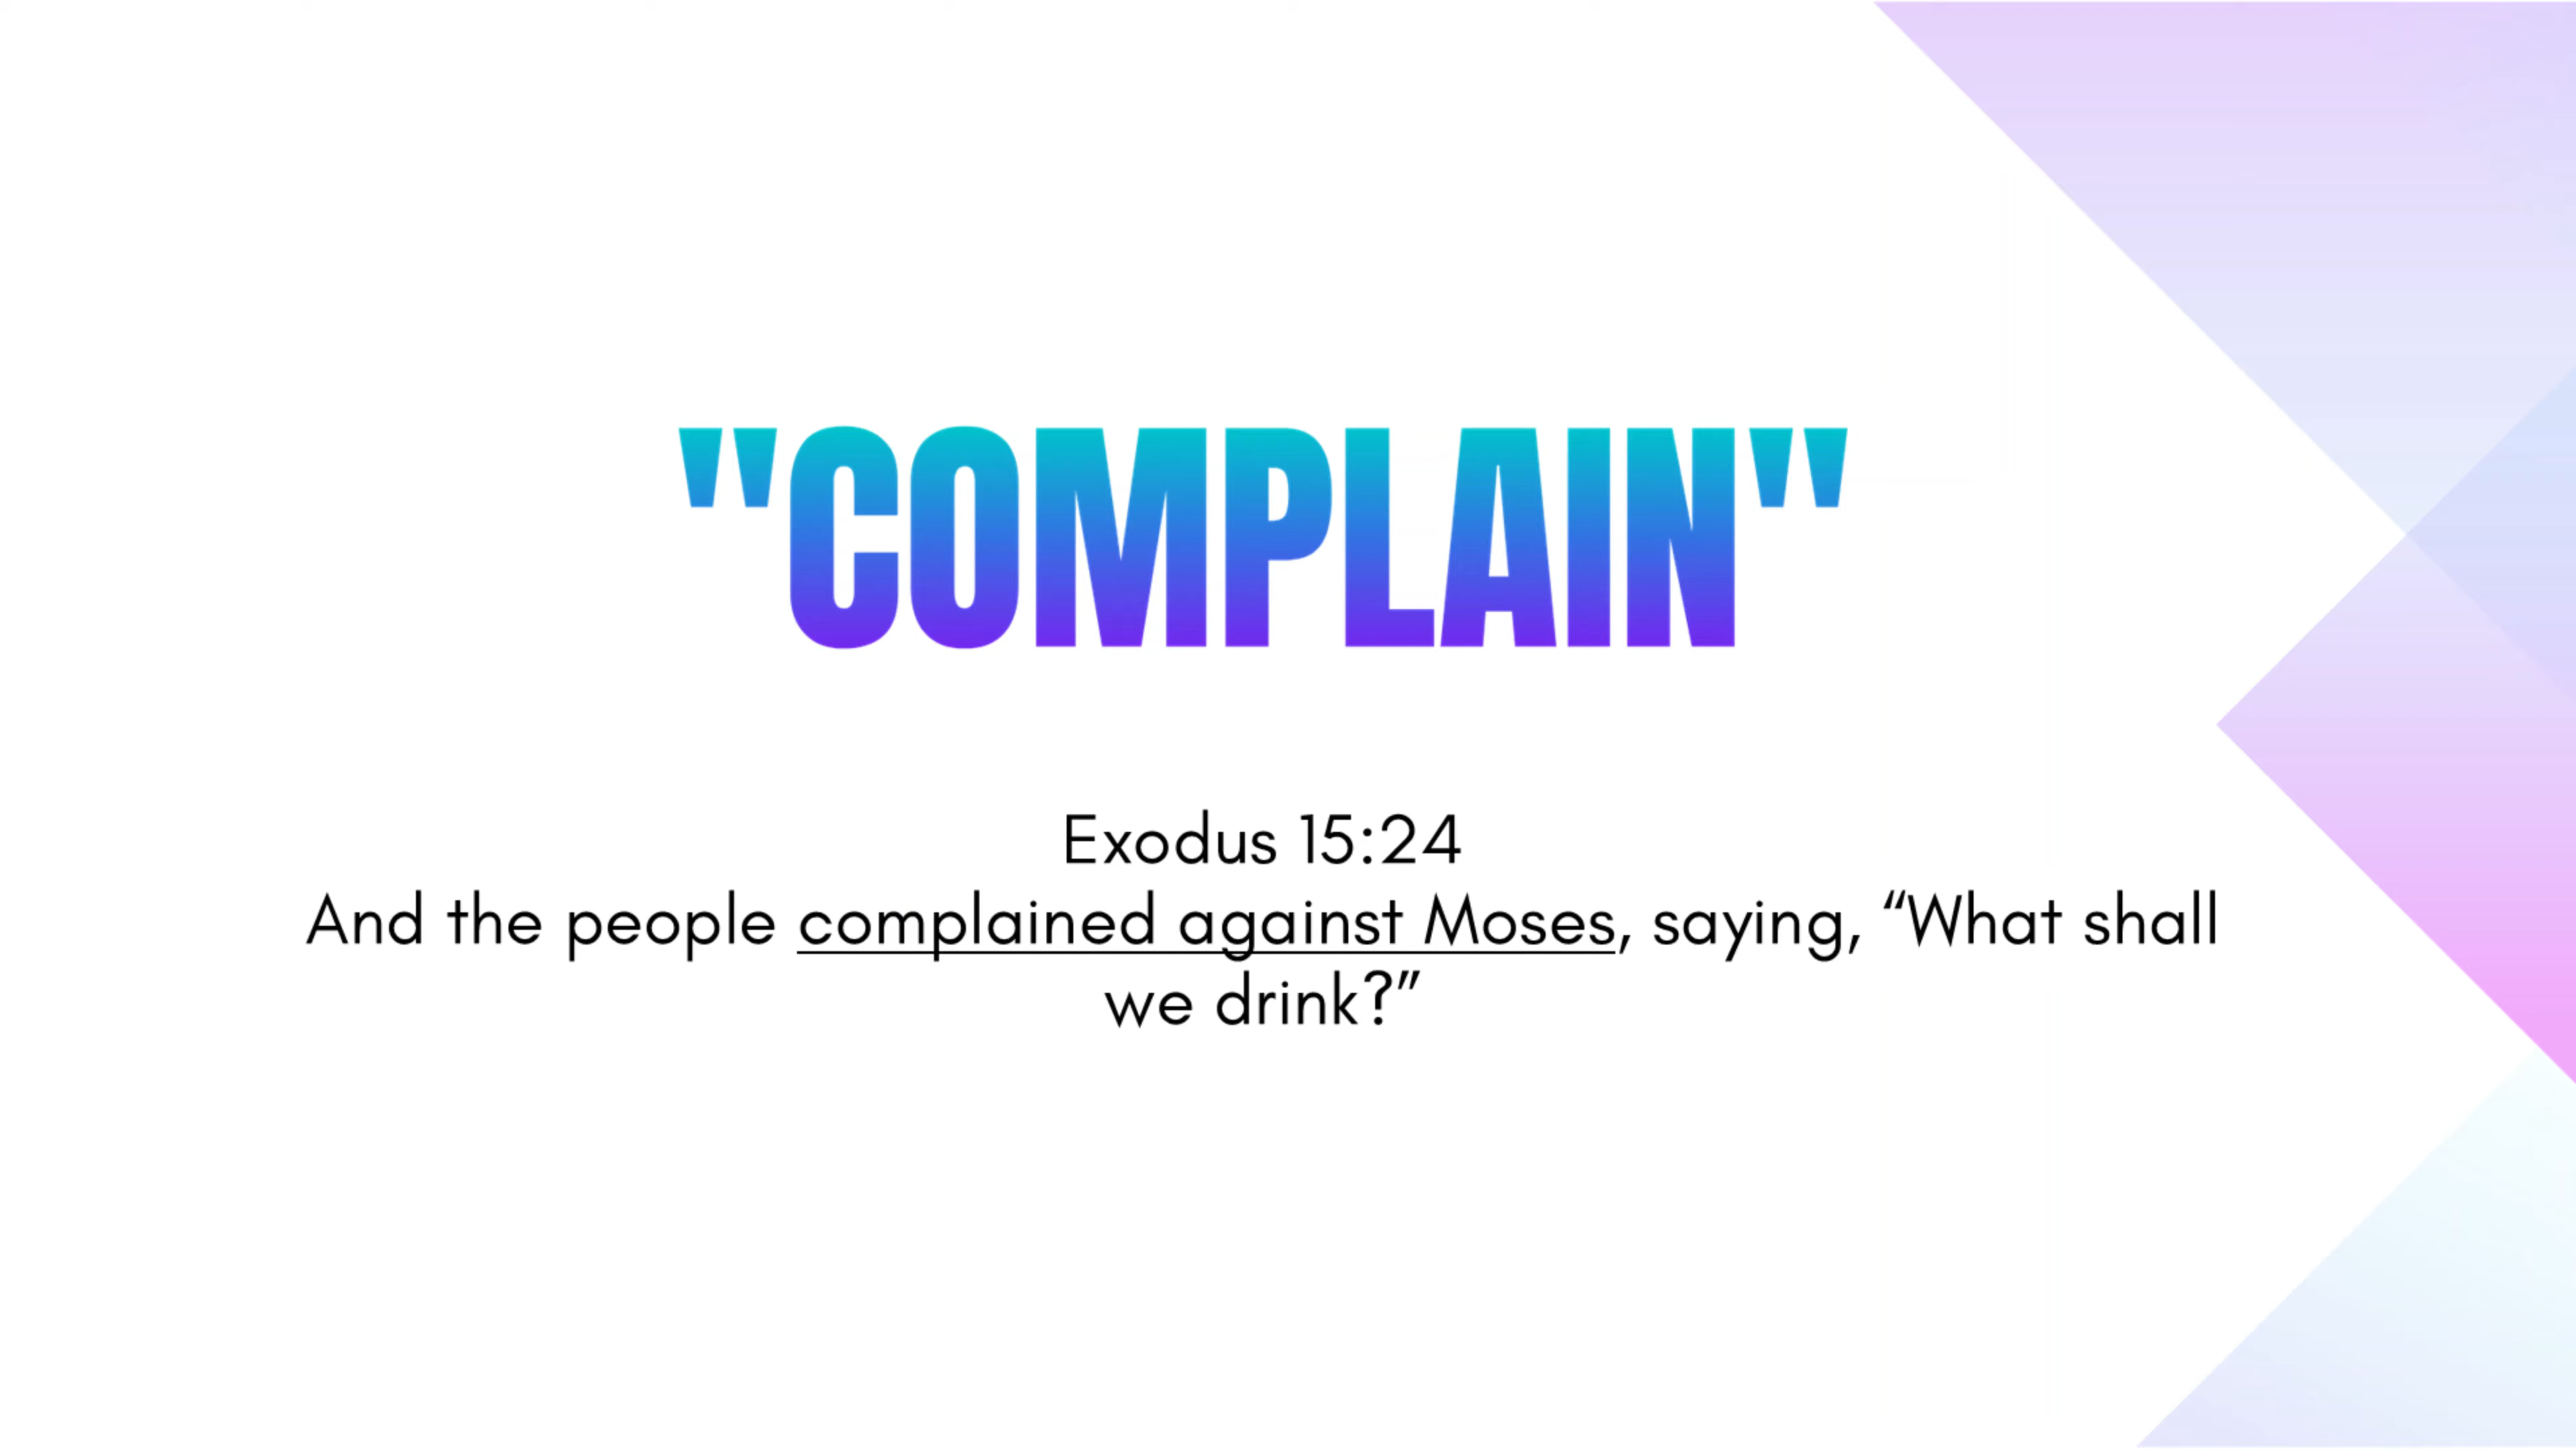 "COMPLAIN"
Exodus 15:24
And the people complained against Moses, saying, “What shall
we drink?”